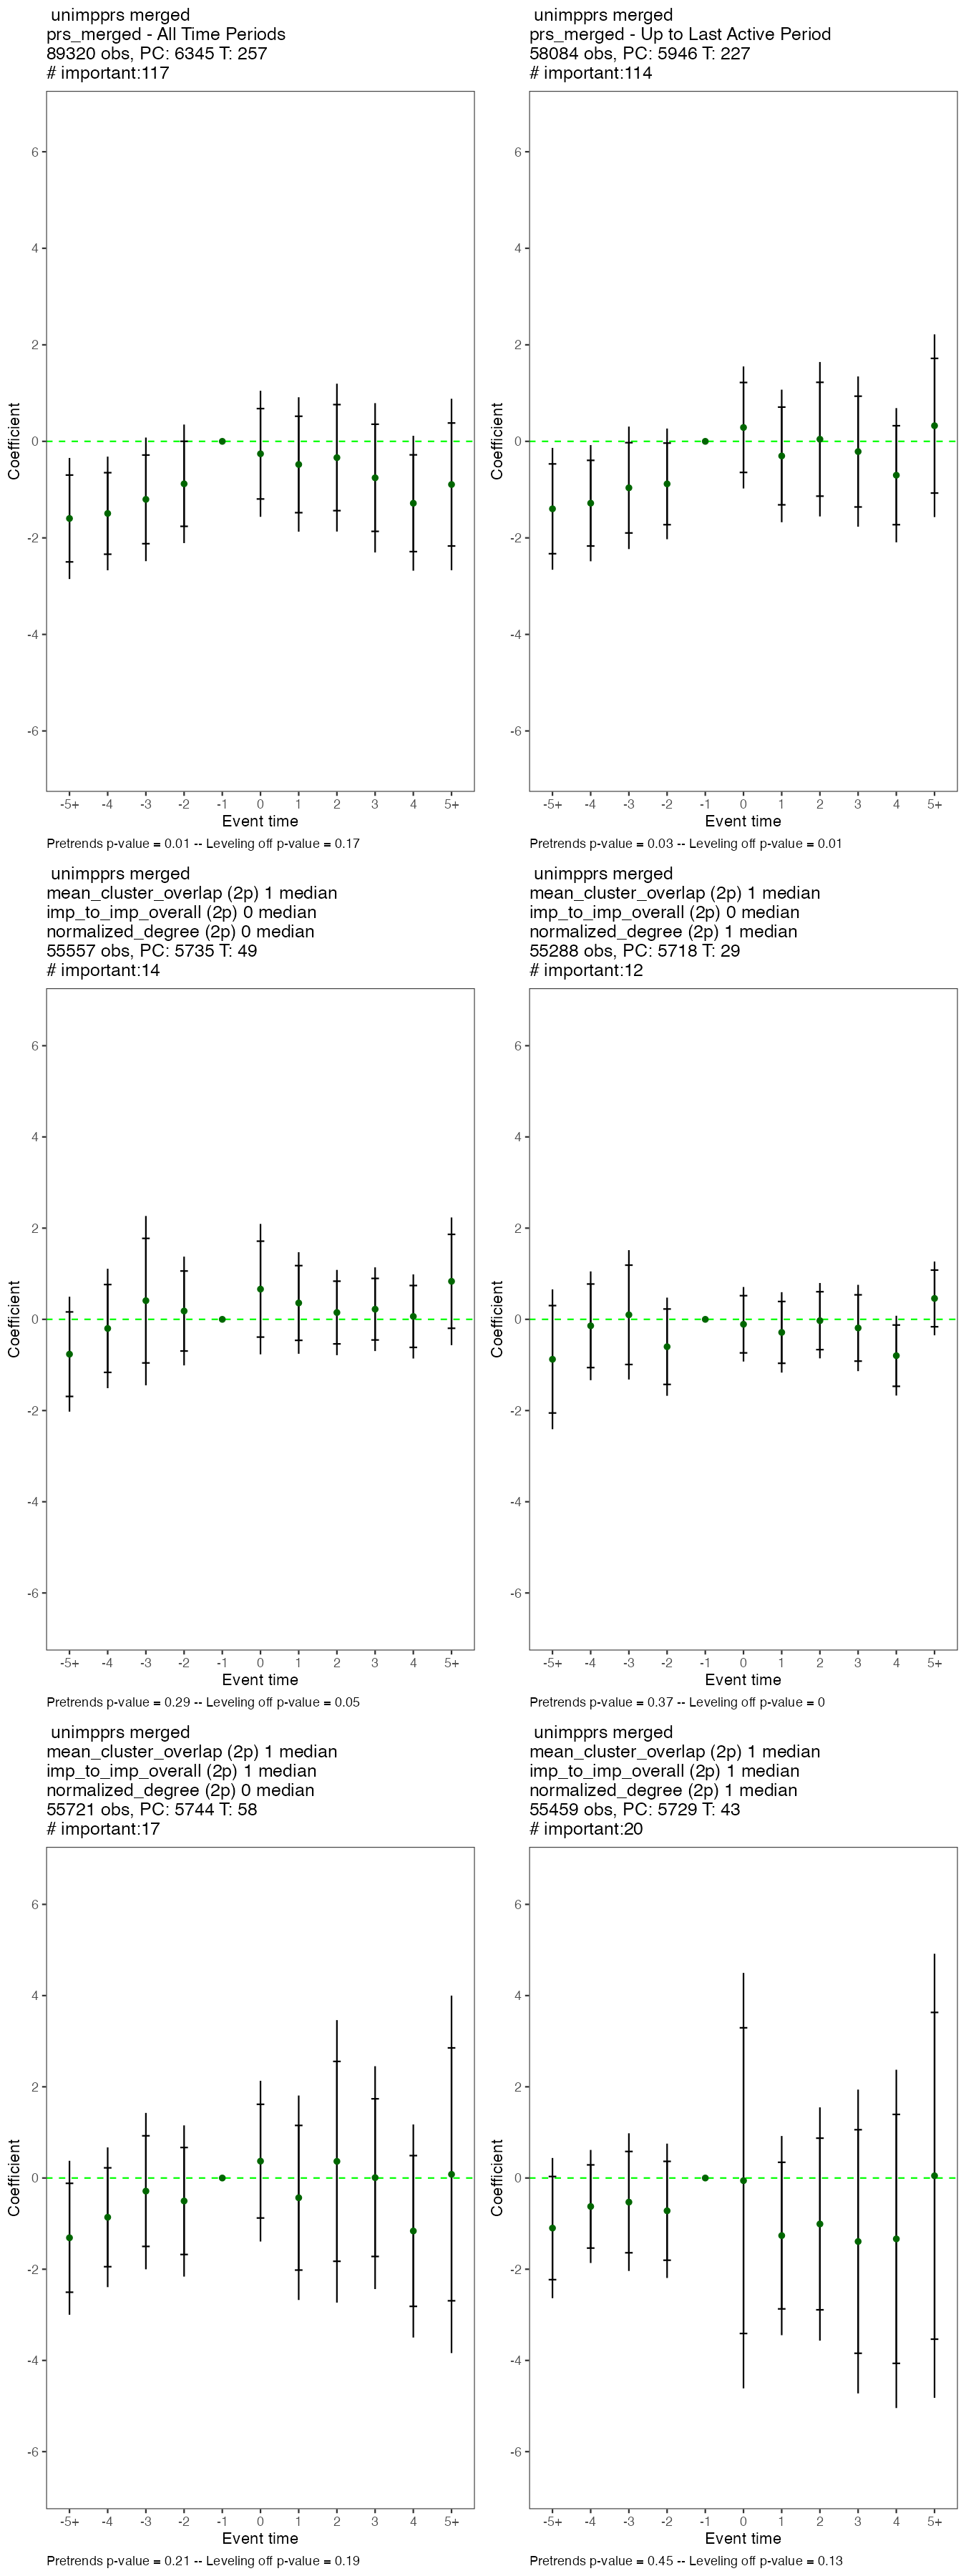 unimpprs merged
prs_merged - All Time Periods
89320 obs, PC: 6345 T: 257
# important:117
Coefficient
6
4
2
0
-2
-4
-6
-5+ -4 -3 -2 -1 0 1 2 3 4 5+
Event time
Pretrends p-value = 0.01 -- Leveling off p-value = 0.17
unimpprs merged
prs_merged - Up to Last Active Period
58084 obs, PC: 5946 T: 227
# important:114
Coefficient
6
4
2
0
-2
-4
-6
-5+ -4 -3 -2 -1 0 1 2 3 4 5+
Event time
Pretrends p-value = 0.03 -- Leveling off p-value = 0.01
unimpprs merged
mean_cluster_overlap (2p) 1 median
imp_to_imp_overall (2p) 0 median
normalized_degree (2p) 0 median
55557 obs, PC: 5735 T: 49
# important:14
Coefficient
6
4
2
0
-2
-4
-6
-5+ -4 -3 -2 -1 0 1 2 3 4 5+
Event time
Pretrends p-value = 0.29 -- Leveling off p-value = 0.05
unimpprs merged
mean_cluster_overlap (2p) 1 median
imp_to_imp_overall (2p) 0 median
normalized_degree (2p) 1 median
55288 obs, PC: 5718 T: 29
# important:12
Coefficient
6
4
2
0
-2
-4
-6
-5+ -4 -3 -2 -1 0 1 2 3 4 5+
Event time
Pretrends p-value = 0.37 -- Leveling off p-value = 0
unimpprs merged
mean_cluster_overlap (2p) 1 median
imp_to_imp_overall (2p) 1 median
normalized_degree (2p) 0 median
55721 obs, PC: 5744 T: 58
# important:17
Coefficient
6
4
2
0
-2
-4
-6
-5+ -4 -3 -2 -1 0 1 2 3 4 5+
Event time
Pretrends p-value = 0.21 -- Leveling off p-value = 0.19
unimpprs merged
mean_cluster_overlap (2p) 1 median
imp_to_imp_overall (2p) 1 median
normalized_degree (2p) 1 median
55459 obs, PC: 5729 T: 43
# important:20
Coefficient
6
4
2
0
-2
-4
-6
-5+ -4 -3 -2 -1 0 1 2 3 4 5+
Event time
Pretrends p-value = 0.45 -- Leveling off p-value = 0.13